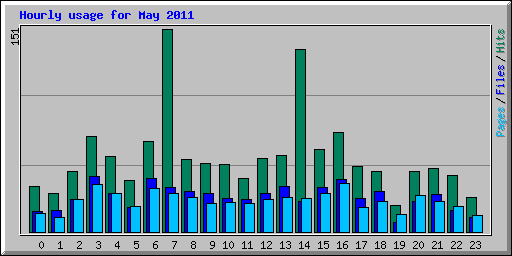 Hourly usage for May 2011
151
Pages / Files / Hits
0 1 2 3 4 5 6 7 8 9 10 11 12 13 14 15 16 17 18 19 20 21 22 23